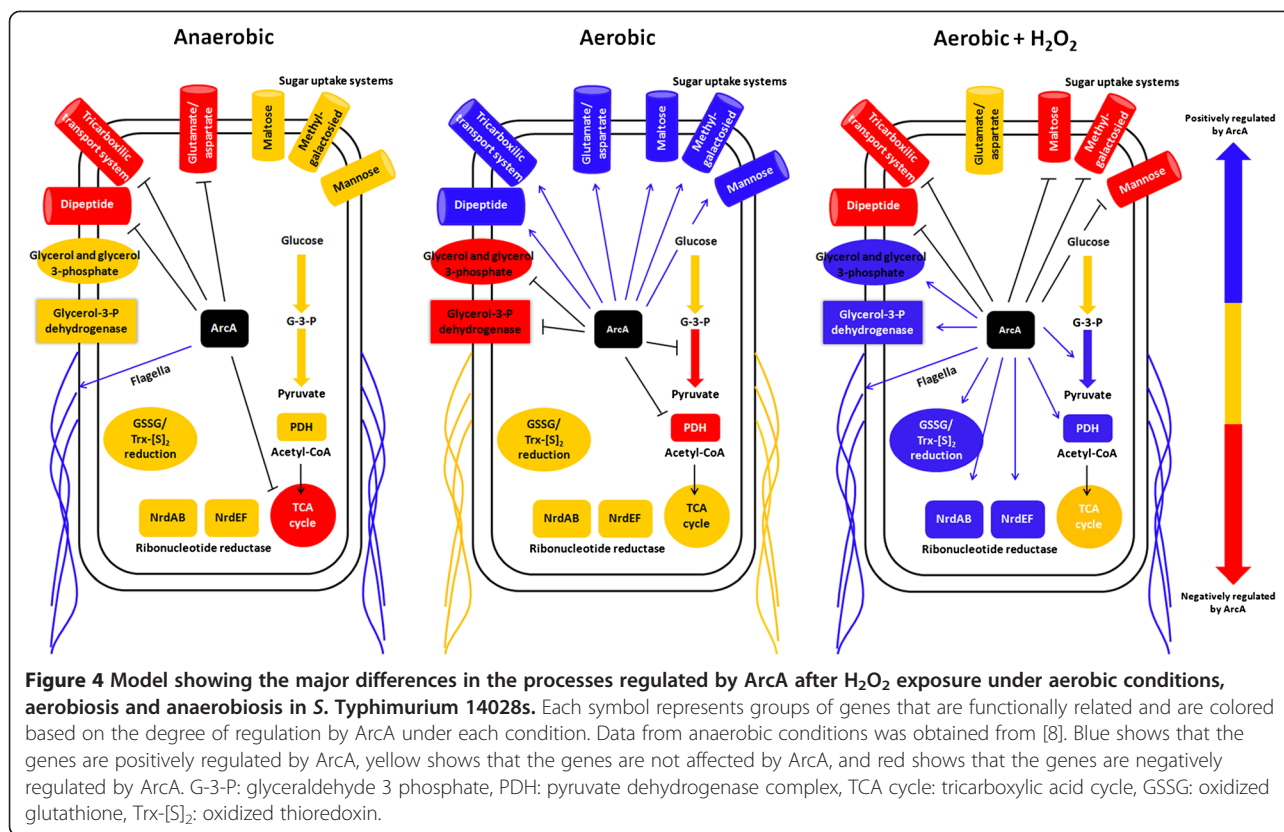 Anaerobic
Sugar uptake systems
Tricarboxilic
transport system
Glutamate/
aspartate
Maltose
Methyl-
galactosied
Mannose
Dipeptide
Glycerol and glycerol
3-phosphate
Glycerol-3-P
dehydrogenase
ArcA
Glucose
G-3-P
Pyruvate
Flagella
GSSG/
Trx-[S]₂
reduction
PDH
Acetyl-CoA
TCA
cycle
NrdAB
NrdEF
Ribonucleotide reductase
Aerobic
Sugar uptake systems
Tricarboxilic
transport system
Glutamate/
aspartate
Maltose
Methyl-
galactosied
Mannose
Dipeptide
Glycerol and glycerol
3-phosphate
Glycerol-3-P
dehydrogenase
ArcA
Glucose
G-3-P
Pyruvate
GSSG/
Trx-[S]₂
reduction
PDH
Acetyl-CoA
TCA
cycle
NrdAB
NrdEF
Ribonucleotide reductase
Aerobic + H₂O₂
Sugar uptake systems
Tricarboxilic
transport system
Glutamate/
aspartate
Maltose
Methyl-
galactosied
Mannose
Dipeptide
Glycerol and glycerol
3-phosphate
Glycerol-3-P
dehydrogenase
ArcA
Glucose
G-3-P
Pyruvate
Flagella
GSSG/
Trx-[S]₂
reduction
PDH
Acetyl-CoA
TCA
cycle
NrdAB
NrdEF
Ribonucleotide reductase
Positively regulated
by ArcA
Negatively regulated
by ArcA
Figure 4 Model showing the major differences in the processes regulated by ArcA after H₂O₂ exposure under aerobic conditions,
aerobiosis and anaerobiosis in S. Typhimurium 14028s. Each symbol represents groups of genes that are functionally related and are colored
based on the degree of regulation by ArcA under each condition. Data from anaerobic conditions was obtained from [8]. Blue shows that the
genes are positively regulated by ArcA, yellow shows that the genes are not affected by ArcA, and red shows that the genes are negatively
regulated by ArcA. G-3-P: glyceraldehyde 3 phosphate, PDH: pyruvate dehydrogenase complex, TCA cycle: tricarboxylic acid cycle, GSSG: oxidized
glutathione, Trx-[S]₂: oxidized thioredoxin.